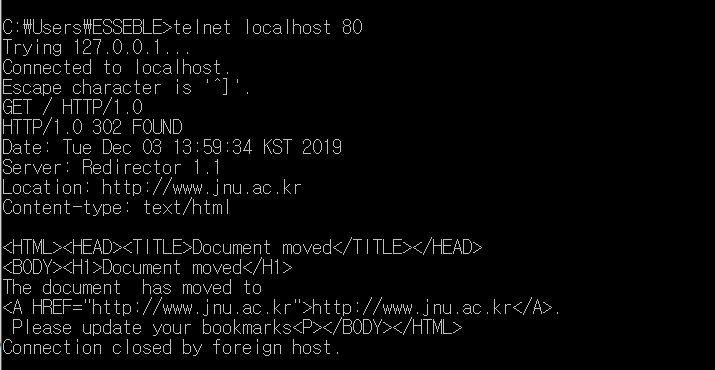 C:₩Users₩ESSEBLE>telnet localhost 80
Trying 127.0.0.1...
Connected to localhost.
Escape character is '^]'.
GET / HTTP/1.0
HTTP/1.0 302 FOUND
Date: Tue Dec 03 13:59:34 KST 2019
Server: Redirector 1.1
Location: http://www.jnu.ac.kr
Content-type: text/html

<HTML><HEAD><TITLE>Document moved</TITLE></HEAD>
<BODY><H1>Document moved</H1>
The document  has moved to
<A HREF="http://www.jnu.ac.kr">http://www.jnu.ac.kr</A>.
 Please update your bookmarks<P></BODY></HTML>
Connection closed by foreign host.